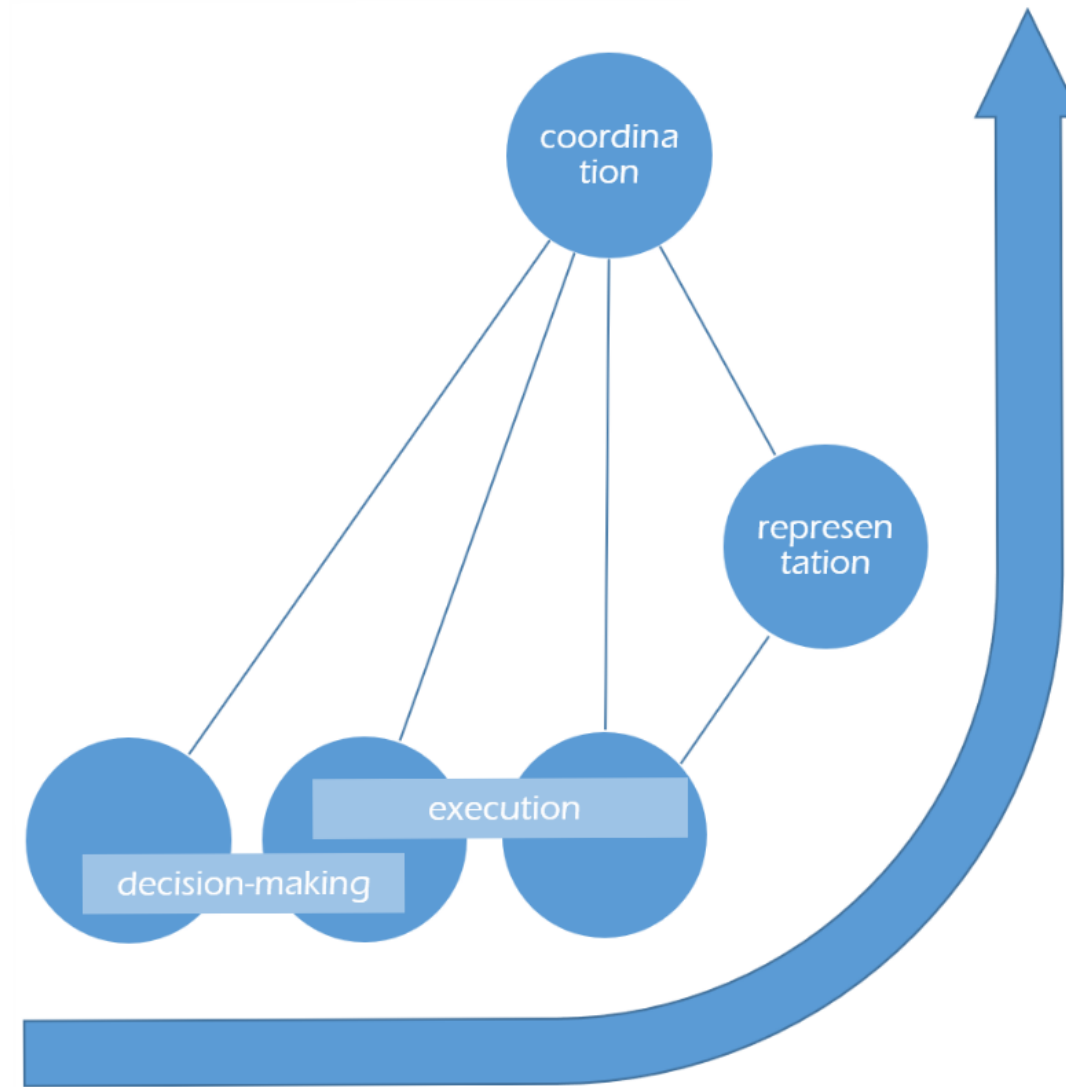 coordina
tion
represen
tation
execution
decision-making